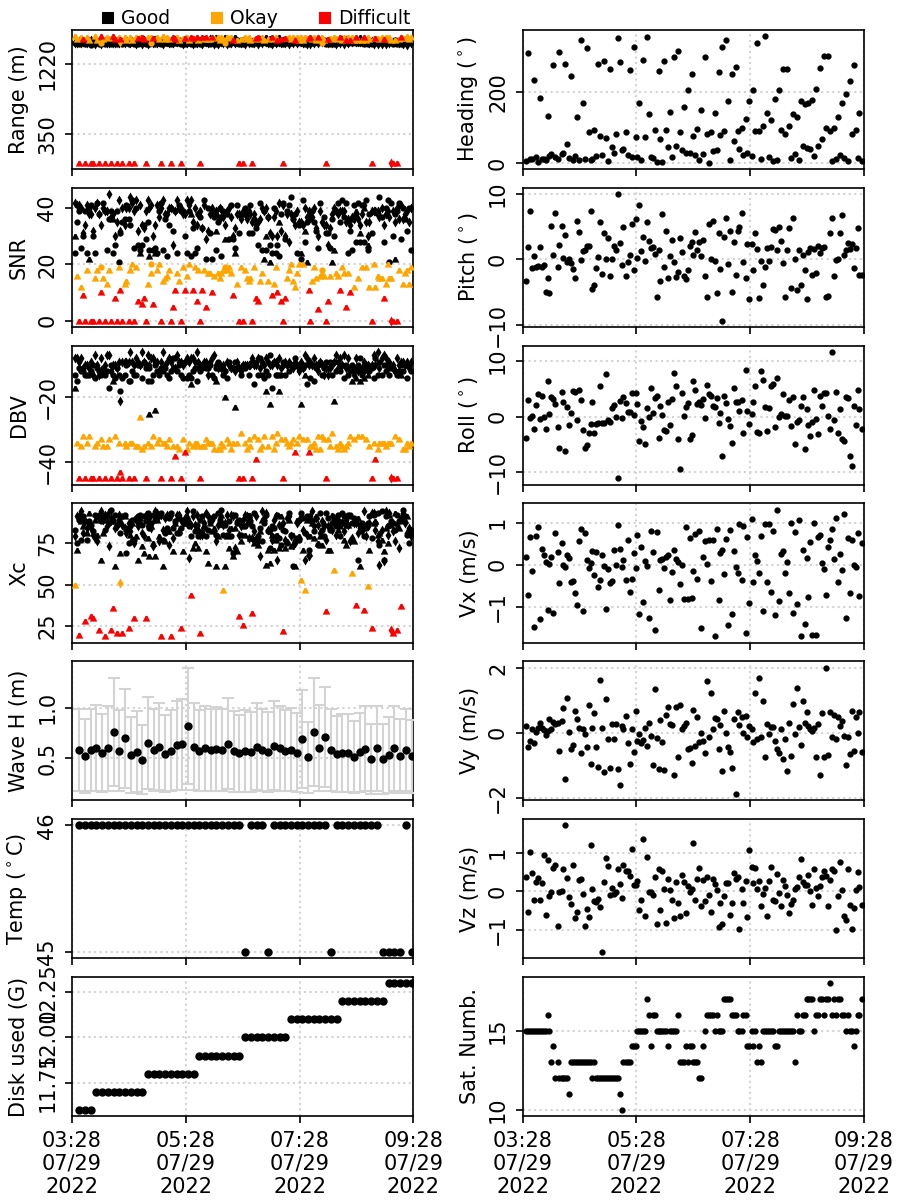 Good Okay Difficult
Range (m)
1220
350
Heading (°)
200
0
SNR
40
20
0
Pitch (°)
10
0
−10
DBV
−20
−40
Roll (°)
10
0
−10
Xc
75
50
25
Vx (m/s)
1
0
−1
Wave H (m)
1.0
0.5
Vy (m/s)
2
0
−2
Temp (°C)
46
45
Vz (m/s)
1
0
−1
Disk used (G)
12.25
12.00
11.75
Sat. Numb.
15
10
03:28 05:28 07:28 09:28
07/29 07/29 07/29 07/29
2022 2022 2022 2022
03:28 05:28 07:28 09:28
07/29 07/29 07/29 07/29
2022 2022 2022 2022